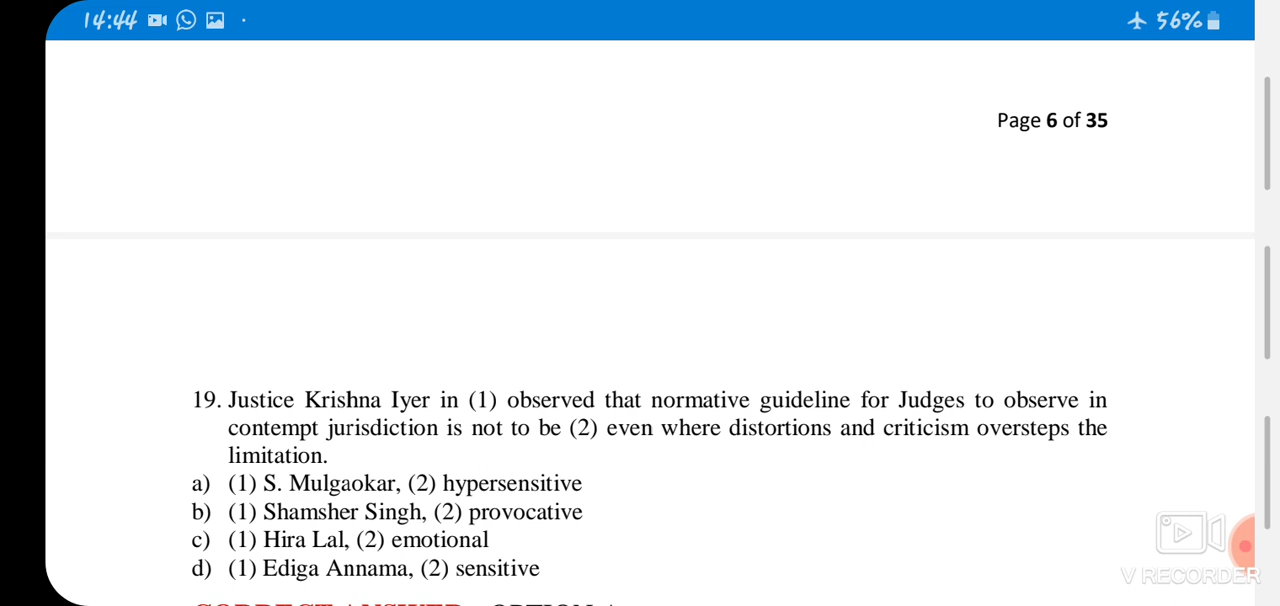 14:44 56%
Page 6 of 35
19. Justice Krishna Iyer in (1) observed that normative guideline for Judges to observe in
contempt jurisdiction is not to be (2) even where distortions and criticism oversteps the
limitation.
a) (1) S. Mulgaokar, (2) hypersensitive
b) (1) Shamsher Singh, (2) provocative
c) (1) Hira Lal, (2) emotional
d) (1) Ediga Annama, (2) sensitive
V RECORDER
CORRECT ANSWER OPTION A